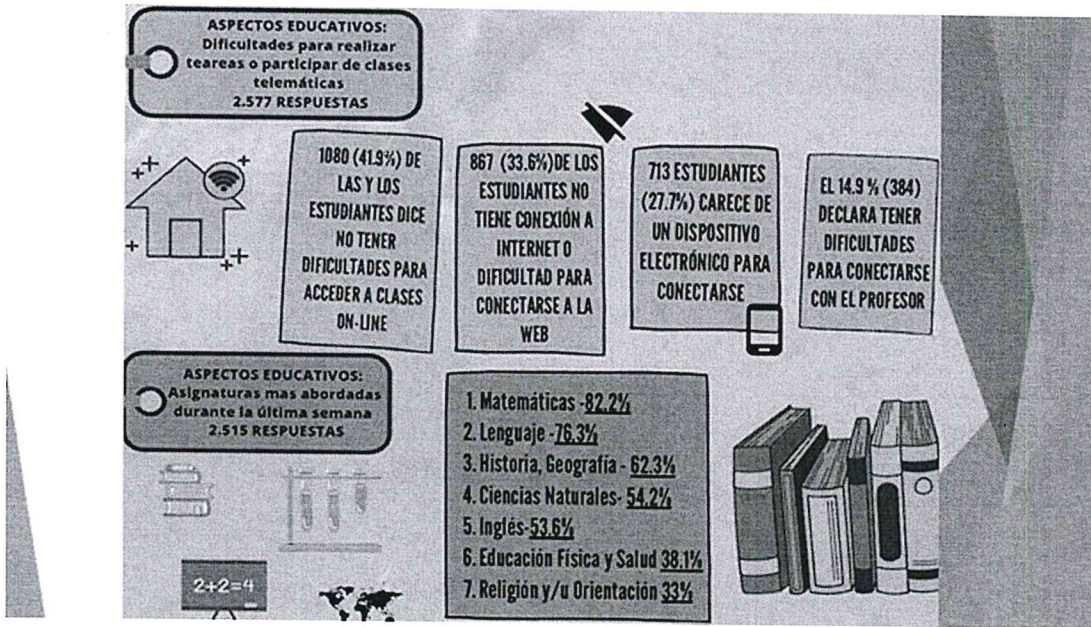 ASPECTOS EDUCATIVOS:
Dificultades para realizar
teareas o participar de clases
telemáticas
2.577 RESPUESTAS
1080 (41.9%) DE
LAS Y LOS
ESTUDIANTES DICE
NO TENER
DIFICULTADES PARA
ACCEDER A CLASES
ON-LINE
867 (33.6%)DE LOS
ESTUDIANTES NO
TIENE CONEXIÓN A
INTERNET O
DIFICULTAD PARA
CONECTARSE A LA
WEB
713 ESTUDIANTES
(27.7%) CARECE DE
UN DISPOSITIVO
ELECTRÓNICO PARA
CONECTARSE
EL 14.9 % (384)
DECLARA TENER
DIFICULTADES
PARA CONECTARSE
CON EL PROFESOR
ASPECTOS EDUCATIVOS:
Asignaturas mas abordadas
durante la última semana
2.515 RESPUESTAS
1. Matemáticas -82.2%
2. Lenguaje -76.3%
3. Historia, Geografía - 62.3%
4. Ciencias Naturales- 54.2%
5. Inglés-53.6%
6. Educación Física y Salud 38.1%
7. Religión y/u Orientación 33%
2+2=4